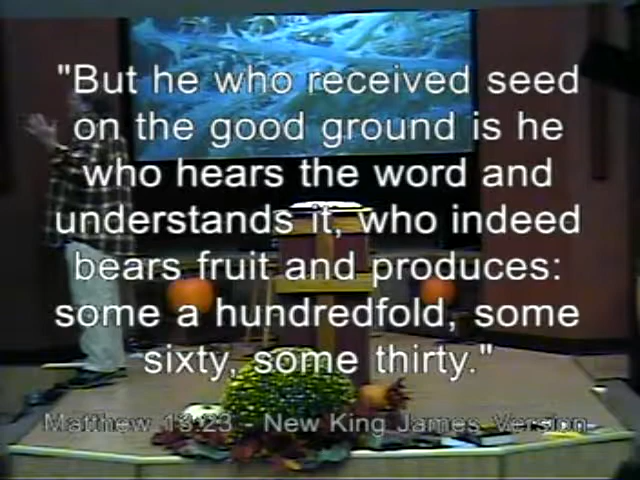 "But he who received seed
on the good ground is he
who hears the word and
understands it, who indeed
bears fruit and produces:
some a hundredfold, some
sixty, some thirty."
Matthew 13:23 - New King James Version